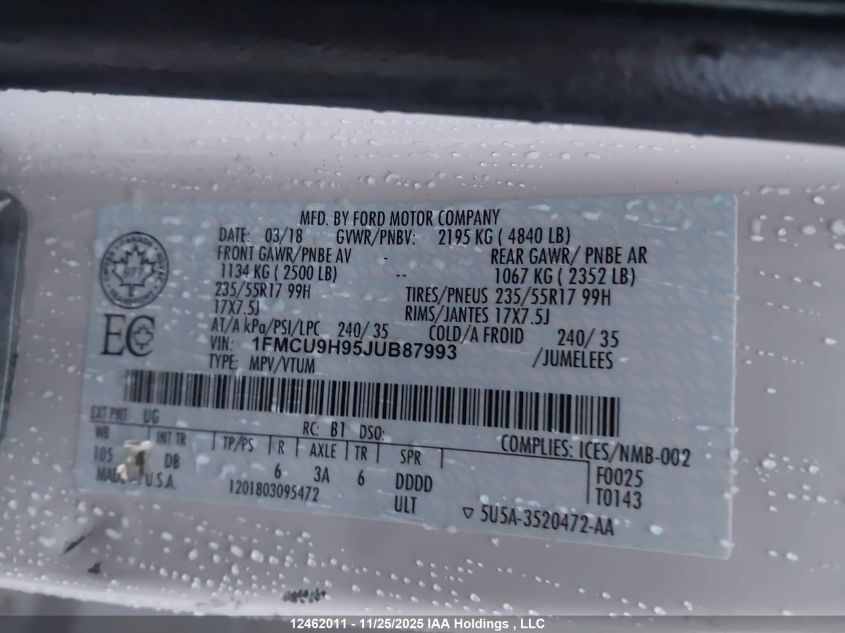 MFD. BY FORD MOTOR COMPANY
DATE: 03/18 GVWR/PNBV: 2195 KG ( 4840 LB)
FRONT GAWR/PNBE AV - REAR GAWR/ PNBE AR
1134 KG ( 2500 LB) -- 1067 KG ( 2352 LB)
235/55R17 99H TIRES/PNEUS 235/55R17 99H
17X7.5J RIMS/JANTES 17X7.5J
AT/A kPa/PSI/LPC 240/ 35 COLD/A FROID 240/ 35
VIN: 1FMCU9H95JUB87993 /JUMELEES
TYPE: MPV/VTUM
EC
EXT PNT: UG RC: B1 DSO: COMPLIES: ICES/NMB-002
WB INT TR TP/PS R AXLE TR SPR
105 DB 6 3A 6 DDDD F0025
U.S.A. 1201803095472 ULT T0143
5U5A-3520472-AA
12462011 - 11/25/2025 IAA Holdings , LLC